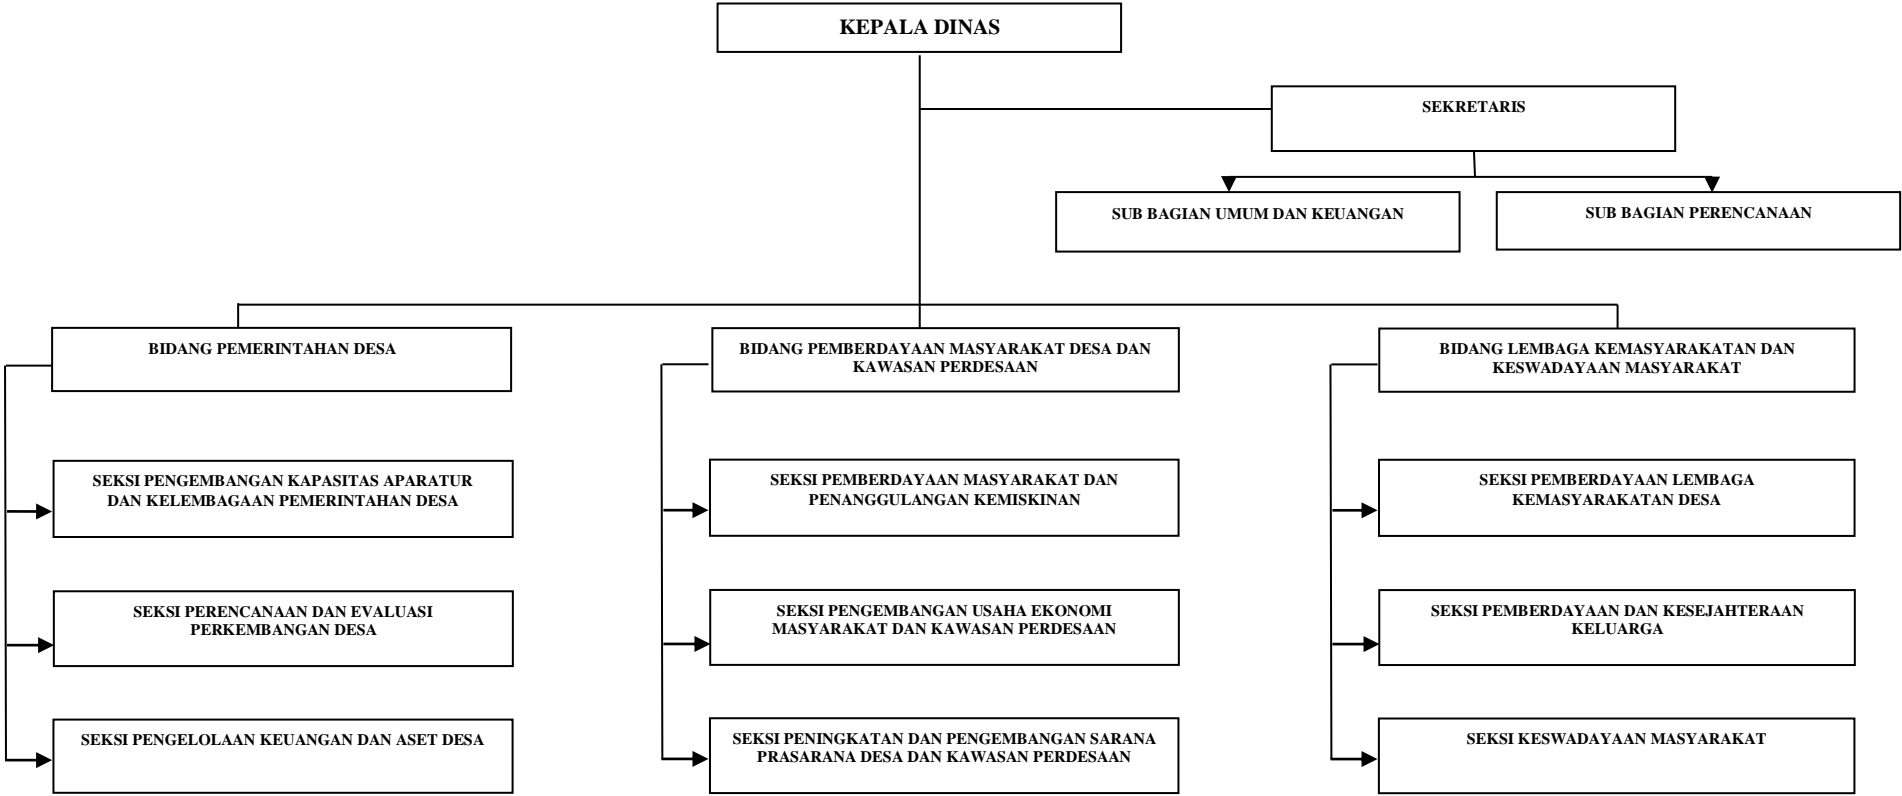 KEPALA DINAS
SEKRETARIS
SUB BAGIAN UMUM DAN KEUANGAN
SUB BAGIAN PERENCANAAN
BIDANG PEMERINTAHAN DESA
BIDANG PEMBERDAYAAN MASYARAKAT DESA DAN
KAWASAN PERDESAAN
BIDANG LEMBAGA KEMASYARAKATAN DAN
KESWADAYAAN MASYARAKAT
SEKSI PENGEMBANGAN KAPASITAS APARATUR
DAN KELEMBAGAAN PEMERINTAHAN DESA
SEKSI PEMBERDAYAAN MASYARAKAT DAN
PENANGGULANGAN KEMISKINAN
SEKSI PEMBERDAYAAN LEMBAGA
KEMASYARAKATAN DESA
SEKSI PERENCANAAN DAN EVALUASI
PERKEMBANGAN DESA
SEKSI PENGEMBANGAN USAHA EKONOMI
MASYARAKAT DAN KAWASAN PERDESAAN
SEKSI PEMBERDAYAAN DAN KESEJAHTERAAN
KELUARGA
SEKSI PENGELOLAAN KEUANGAN DAN ASET DESA
SEKSI PENINGKATAN DAN PENGEMBANGAN SARANA
PRASARANA DESA DAN KAWASAN PERDESAAN
SEKSI KESWADAYAAN MASYARAKAT